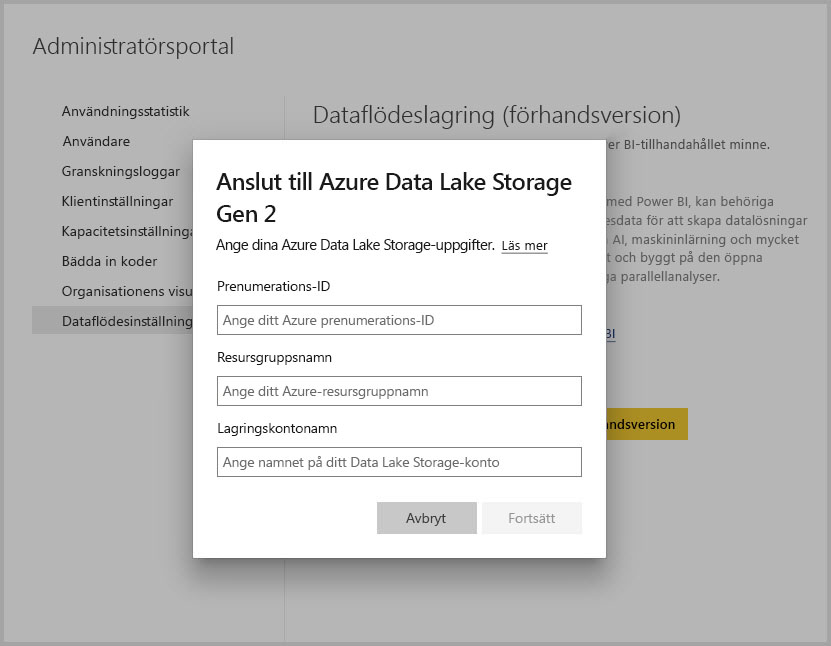 Administratörsportal
Användningsstatistik
Användare
Granskningsloggar
Klientinställningar
Kapacitetsinställninga
Bädda in koder
Organisationens visu
Dataflödesinställning
Dataflödeslagring (förhandsversion)
er BI-tillhandahållet minne.
med Power BI, kan behöriga
esdata för att skapa datalösningar
AI, maskininlärning och mycket
t och byggt på den öppna
ga parallellanalyser.
BI
andsversion
Anslut till Azure Data Lake Storage
Gen 2
Ange dina Azure Data Lake Storage-uppgifter. Läs mer
Prenumerations-ID
Ange ditt Azure prenumerations-ID
Resursgruppsnamn
Ange ditt Azure-resursgruppnamn
Lagringskontonamn
Ange namnet på ditt Data Lake Storage-konto
Avbryt Fortsätt